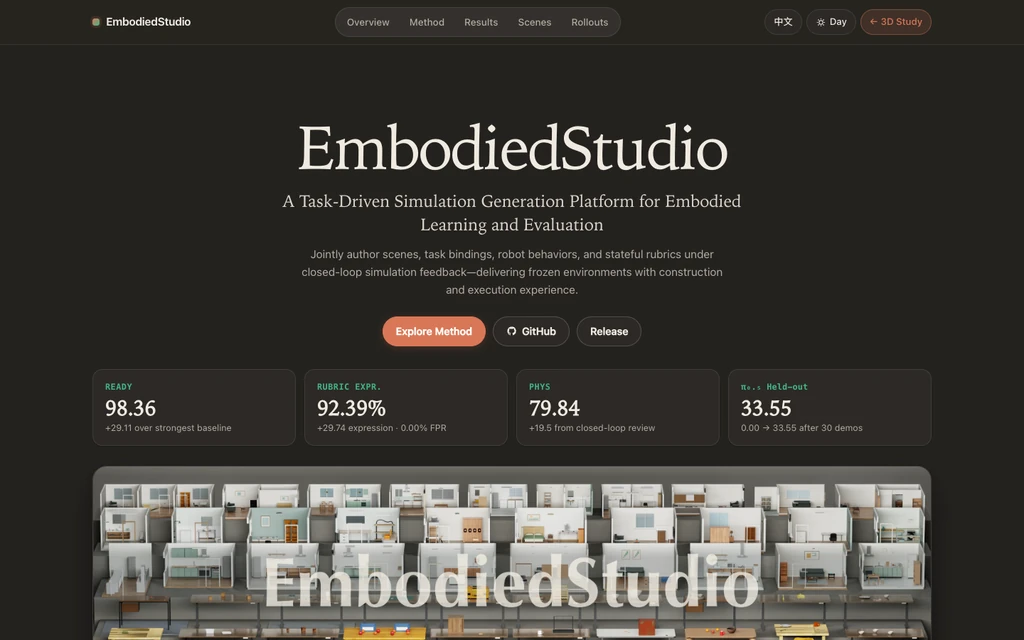 EmbodiedStudio
Overview Method Results Scenes Rollouts
中文 Day ← 3D Study
EmbodiedStudio
A Task-Driven Simulation Generation Platform for Embodied
Learning and Evaluation
Jointly author scenes, task bindings, robot behaviors, and stateful rubrics under
closed-loop simulation feedback—delivering frozen environments with construction
and execution experience.
Explore Method GitHub Release
READY
98.36
+29.11 over strongest baseline
RUBRIC EXPR.
92.39%
+29.74 expression · 0.00% FPR
PHYS
79.84
+19.5 from closed-loop review
π₀.₅ Held-out
33.55
0.00 → 33.55 after 30 demos
EmbodiedStudio